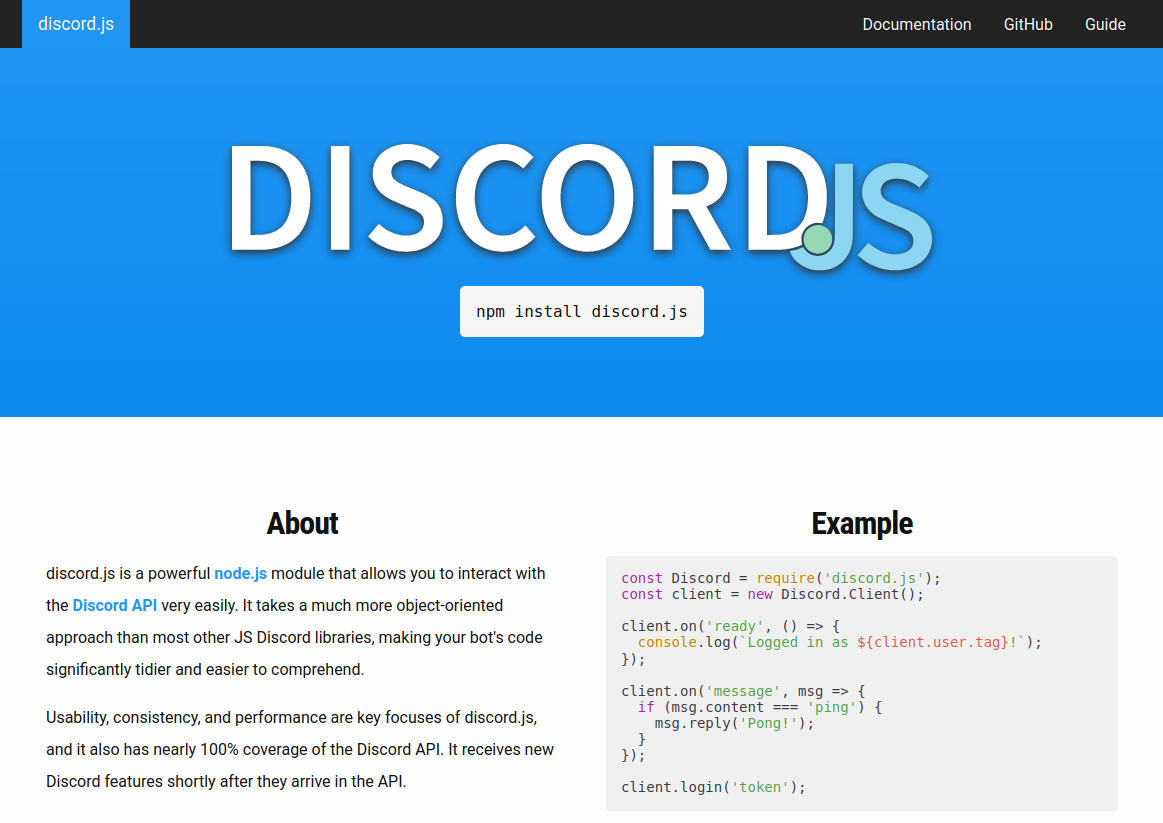 discord.js
Documentation
GitHub
Guide
DISCORD.JS
npm install discord.js
About
discord.js is a powerful node.js module that allows you to interact with
the Discord API very easily. It takes a much more object-oriented
approach than most other JS Discord libraries, making your bot's code
significantly tidier and easier to comprehend.
Usability, consistency, and performance are key focuses of discord.js,
and it also has nearly 100% coverage of the Discord API. It receives new
Discord features shortly after they arrive in the API.
Example
const Discord = require('discord.js');
const client = new Discord.Client();
client.on('ready', () => {
  console.log(`Logged in as ${client.user.tag}!`);
});
client.on('message', msg => {
  if (msg.content === 'ping') {
    msg.reply('Pong!');
  }
});
client.login('token');